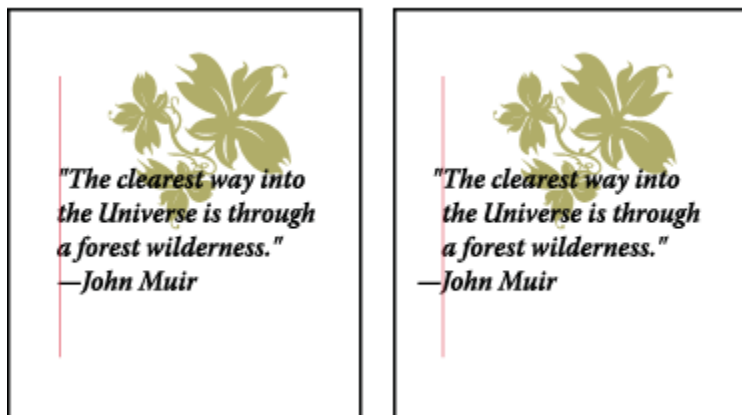 "The clearest way into
the Universe is through
a forest wilderness."
—John Muir
"The clearest way into
the Universe is through
a forest wilderness."
—John Muir